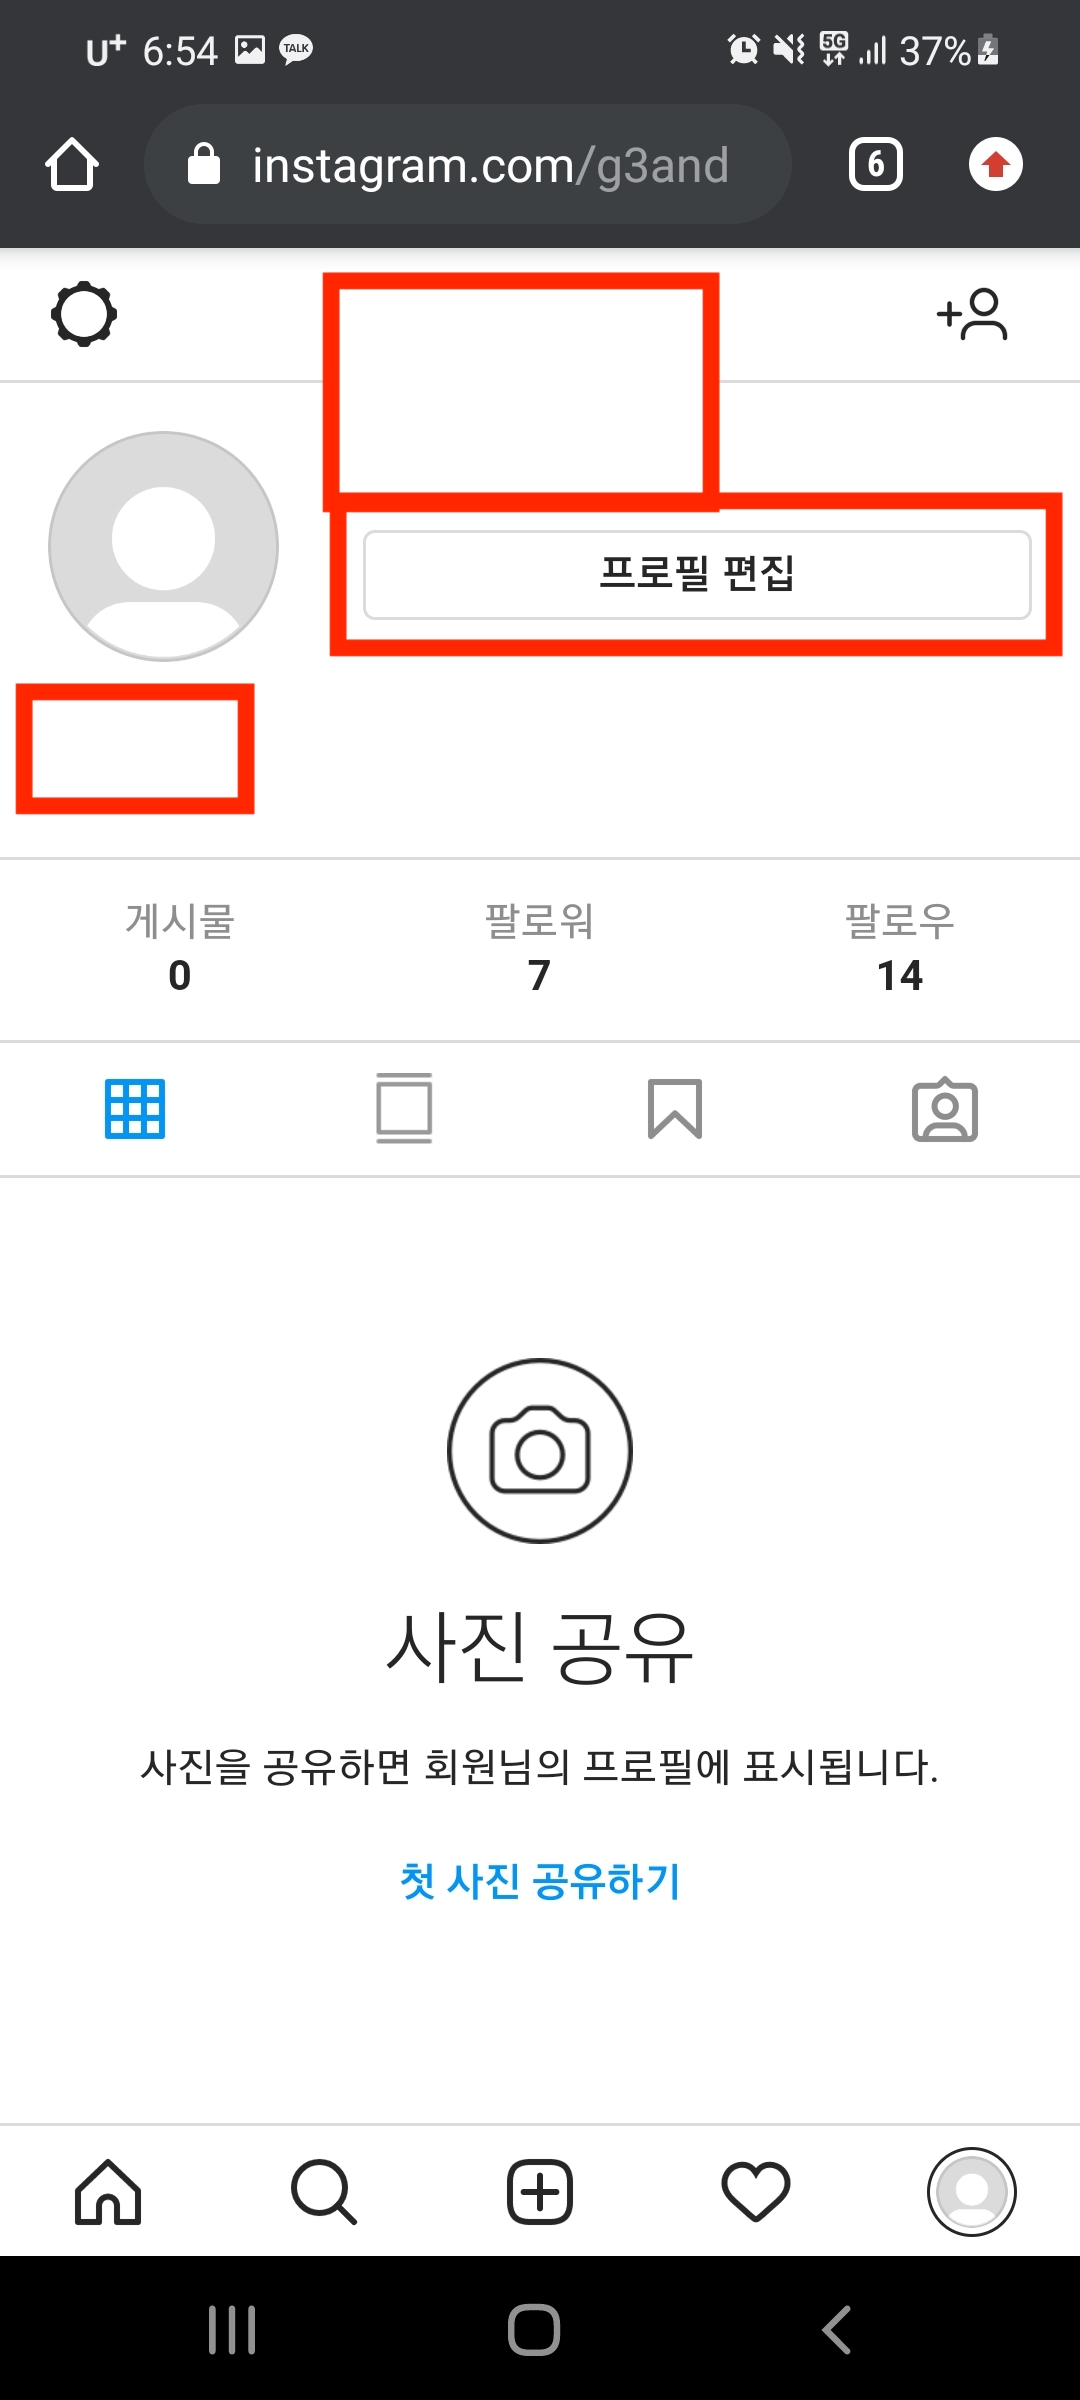 U+ 6:54 TALK 5G 37%
instagram.com/g3and 6
프로필 편집
게시물 팔로워 팔로우
0 7 14
사진 공유
사진을 공유하면 회원님의 프로필에 표시됩니다.
첫 사진 공유하기